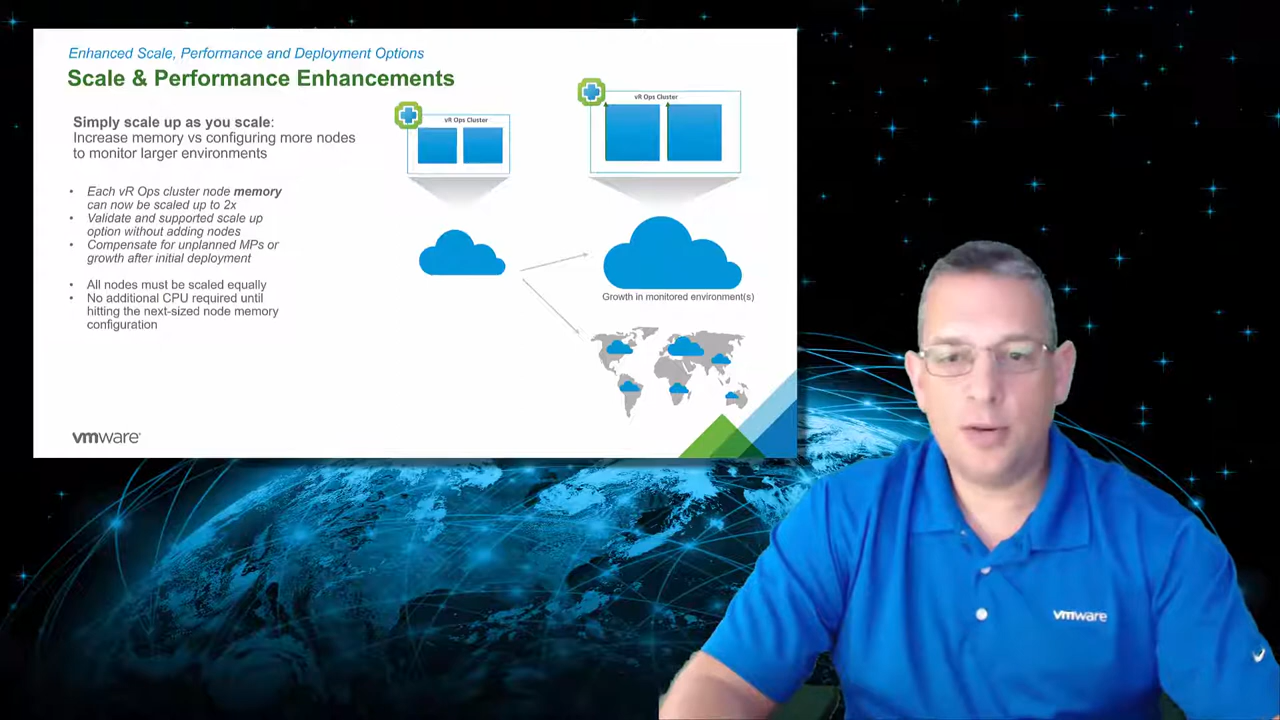 Enhanced Scale, Performance and Deployment Options
Scale & Performance Enhancements
Simply scale up as you scale:
Increase memory vs configuring more nodes
to monitor larger environments
• Each vR Ops cluster node memory
can now be scaled up to 2x
• Validate and supported scale up
option without adding nodes
• Compensate for unplanned MPs or
growth after initial deployment
• All nodes must be scaled equally
• No additional CPU required until
hitting the next-sized node memory
configuration
vR Ops Cluster
vR Ops Cluster
Growth in monitored environment(s)
vmware®
vmware